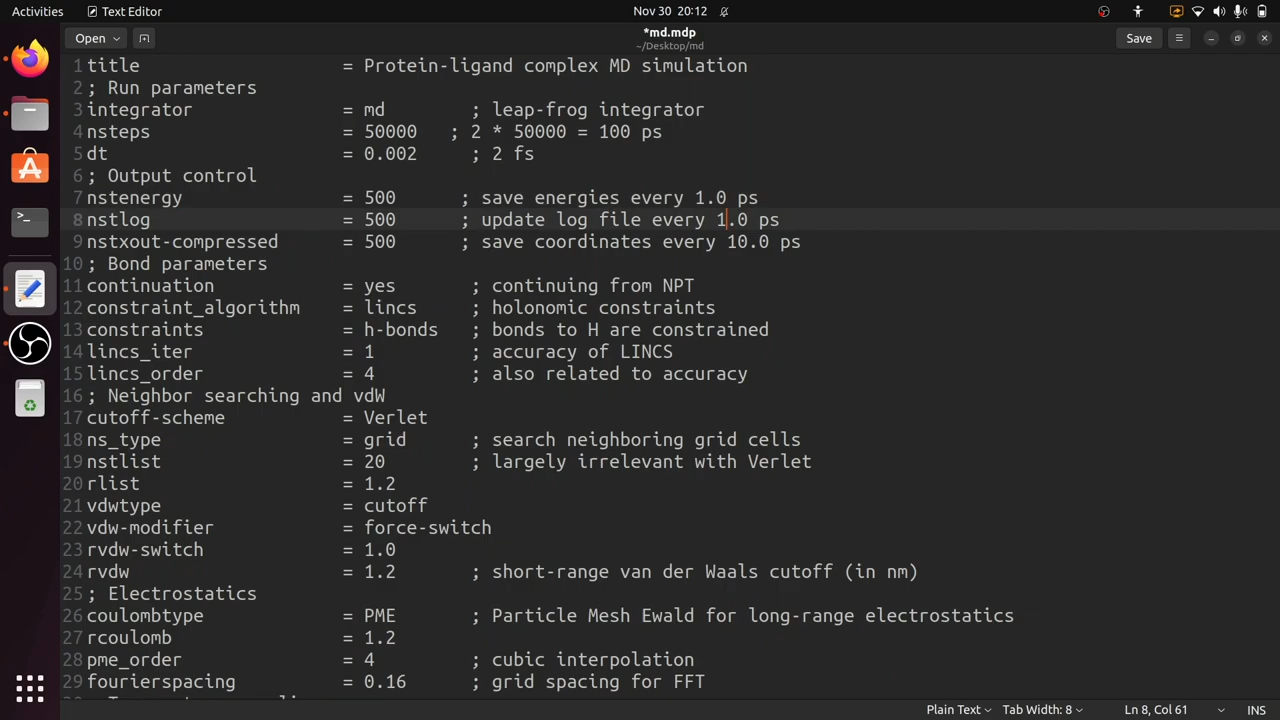 Activities Text Editor Nov 30 20:12
Open *md.mdp Save
~/Desktop/md
1 title = Protein-ligand complex MD simulation
2 ; Run parameters
3 integrator = md ; leap-frog integrator
4 nsteps = 50000 ; 2 * 50000 = 100 ps
5 dt = 0.002 ; 2 fs
6 ; Output control
7 nstenergy = 500 ; save energies every 1.0 ps
8 nstlog = 500 ; update log file every 1.0 ps
9 nstxout-compressed = 500 ; save coordinates every 10.0 ps
10 ; Bond parameters
11 continuation = yes ; continuing from NPT
12 constraint_algorithm = lincs ; holonomic constraints
13 constraints = h-bonds ; bonds to H are constrained
14 lincs_iter = 1 ; accuracy of LINCS
15 lincs_order = 4 ; also related to accuracy
16 ; Neighbor searching and vdW
17 cutoff-scheme = Verlet
18 ns_type = grid ; search neighboring grid cells
19 nstlist = 20 ; largely irrelevant with Verlet
20 rlist = 1.2
21 vdwtype = cutoff
22 vdw-modifier = force-switch
23 rvdw-switch = 1.0
24 rvdw = 1.2 ; short-range van der Waals cutoff (in nm)
25 ; Electrostatics
26 coulombtype = PME ; Particle Mesh Ewald for long-range electrostatics
27 rcoulomb = 1.2
28 pme_order = 4 ; cubic interpolation
29 fourierspacing = 0.16 ; grid spacing for FFT
Plain Text Tab Width: 8 Ln 8, Col 61 INS